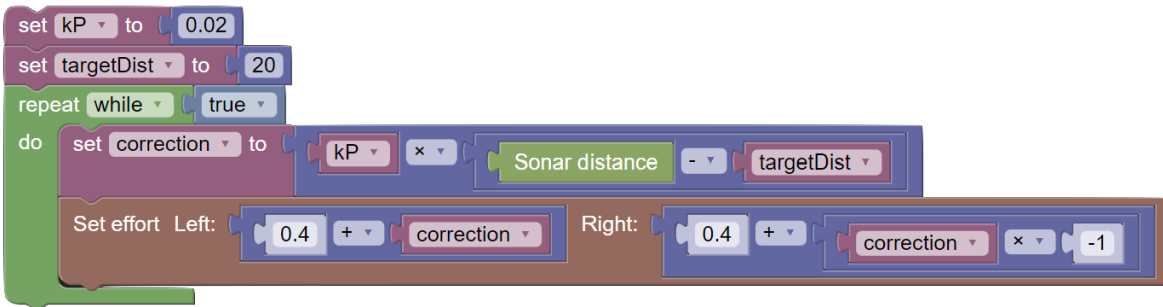 set kP to 0.02
set targetDist to 20
repeat while true
do set correction to kP × Sonar distance - targetDist
Set effort Left: 0.4 + correction Right: 0.4 + correction × -1